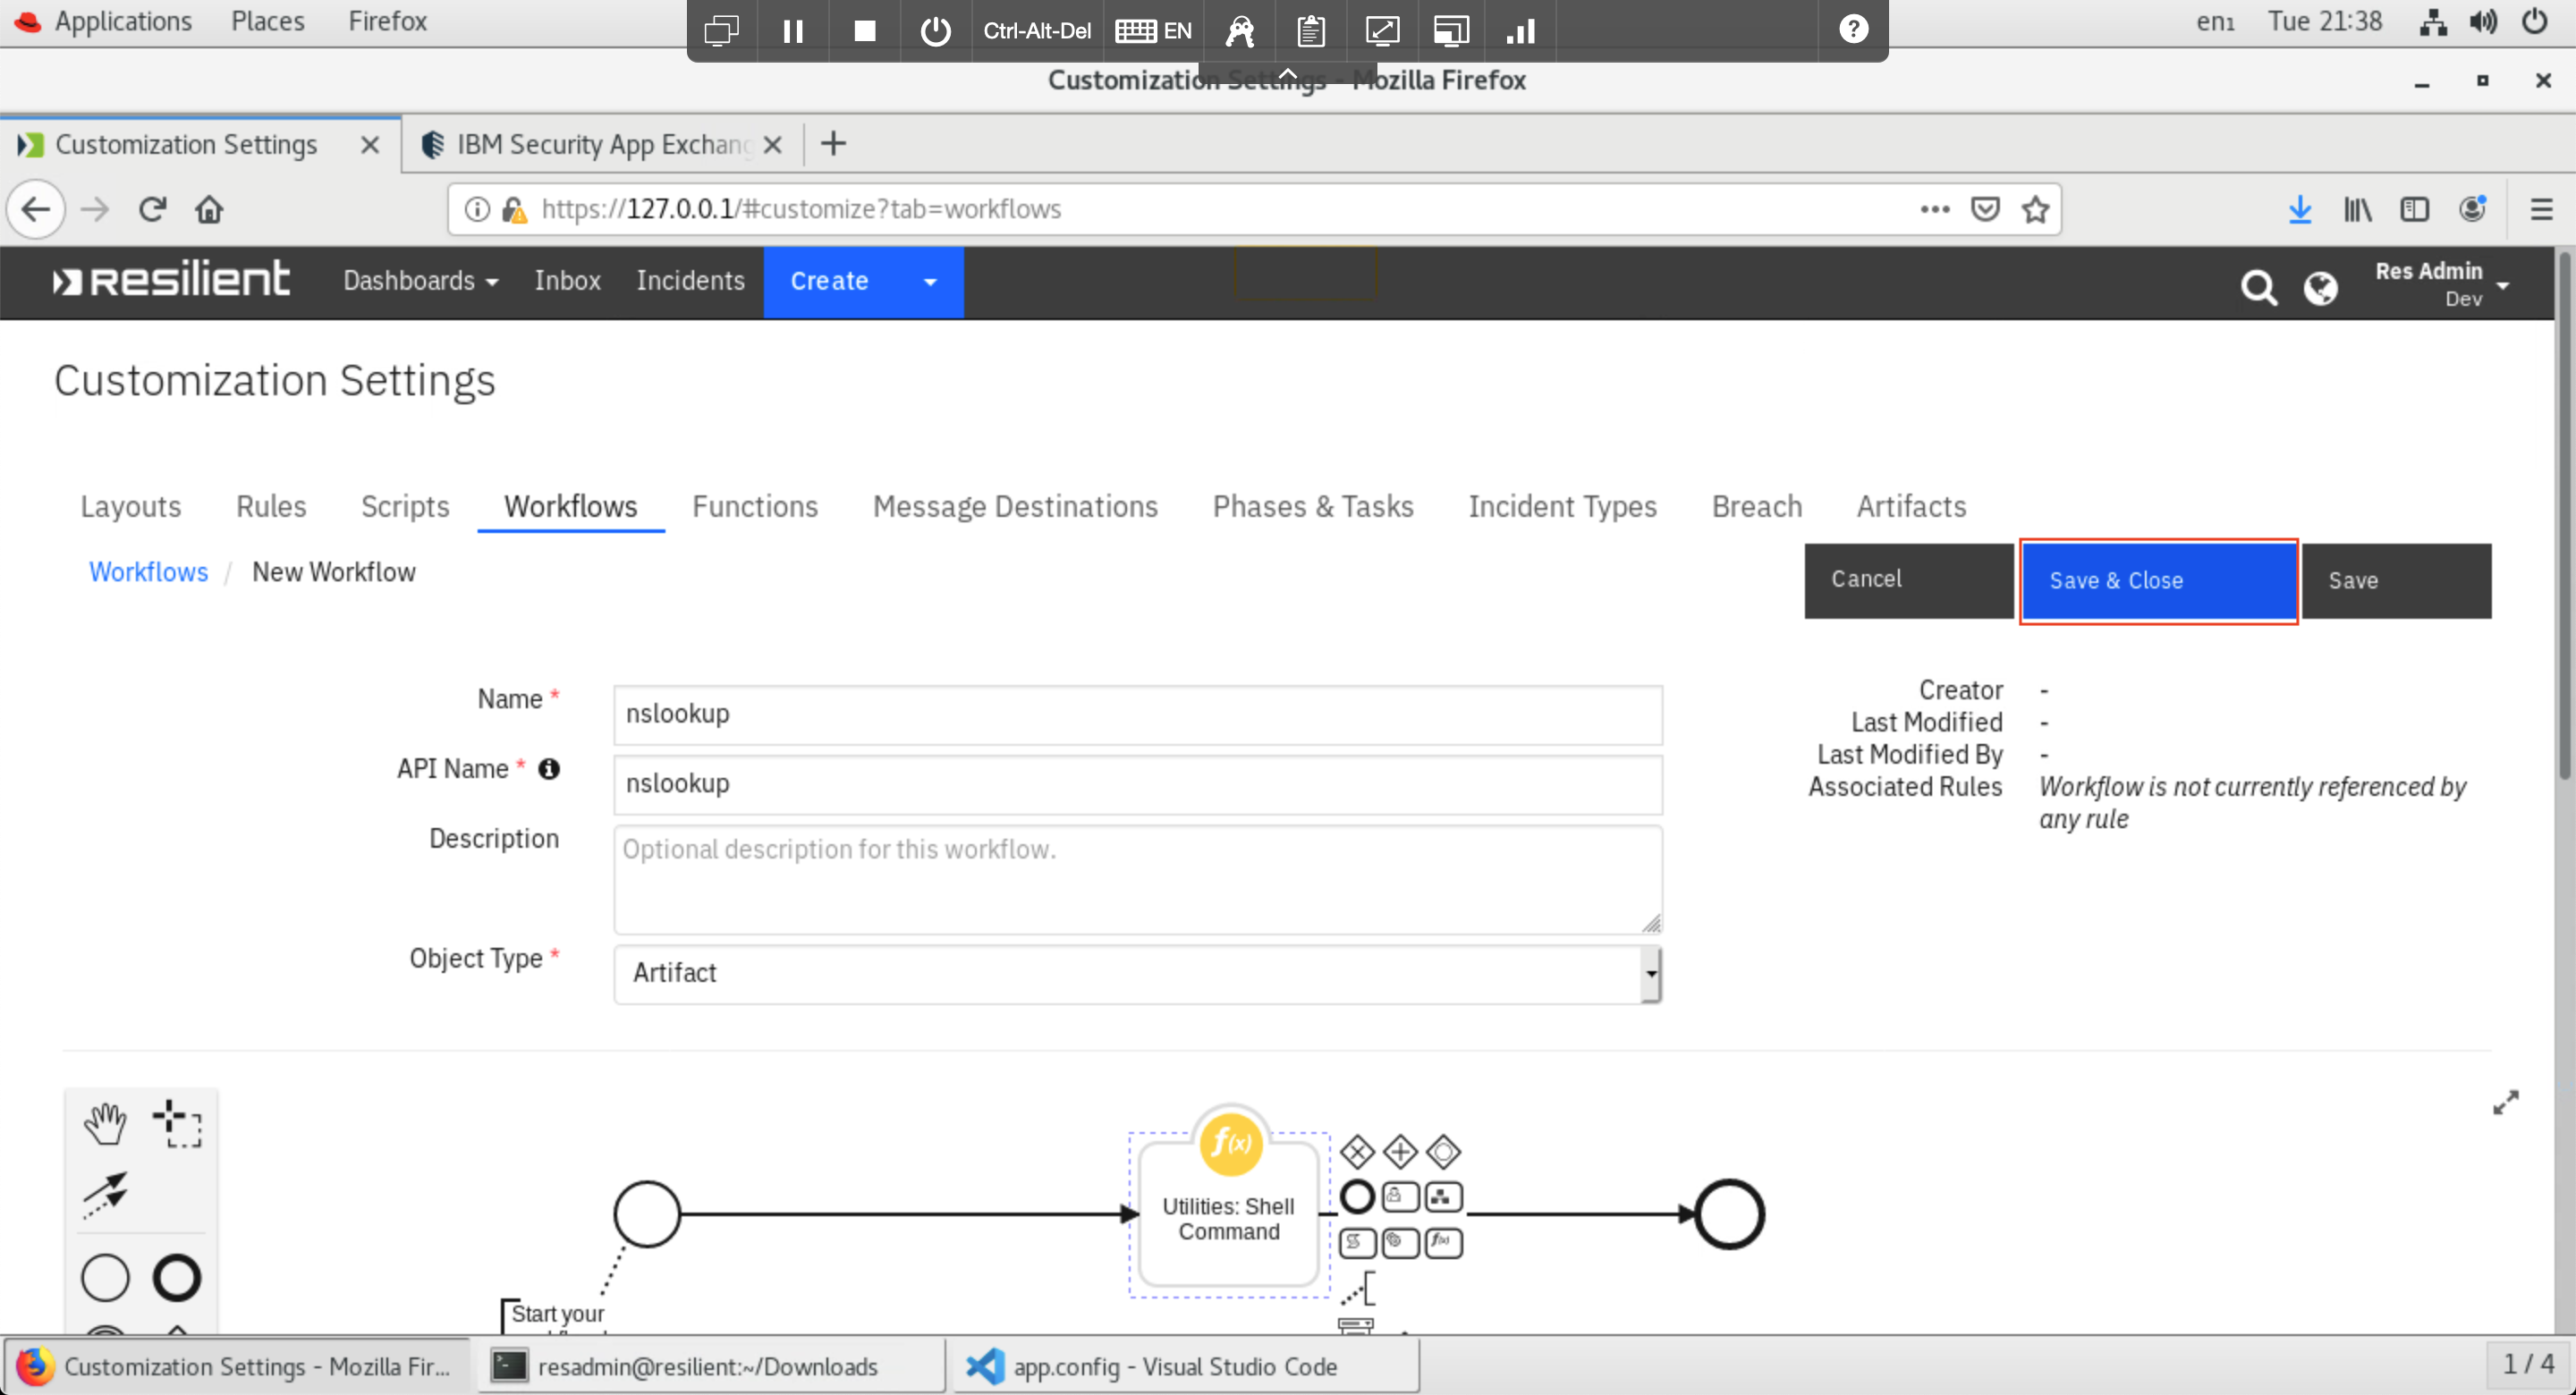 Applications Places Firefox
Ctrl-Alt-Del EN
en1 Tue 21:38
Customization Settings - Mozilla Firefox
Customization Settings
IBM Security App Exchang
https://127.0.0.1/#customize?tab=workflows
resilient Dashboards Inbox Incidents Create
Res Admin
Dev
Customization Settings
Layouts Rules Scripts Workflows Functions Message Destinations Phases & Tasks Incident Types Breach Artifacts
Workflows / New Workflow
Cancel Save & Close Save
Name * nslookup
API Name * nslookup
Description Optional description for this workflow.
Object Type * Artifact
Creator -
Last Modified -
Last Modified By -
Associated Rules Workflow is not currently referenced by
any rule
f(x)
Utilities: Shell
Command
f(x)
Start your
Customization Settings - Mozilla Fir... resadmin@resilient:~/Downloads app.config - Visual Studio Code 1 / 4